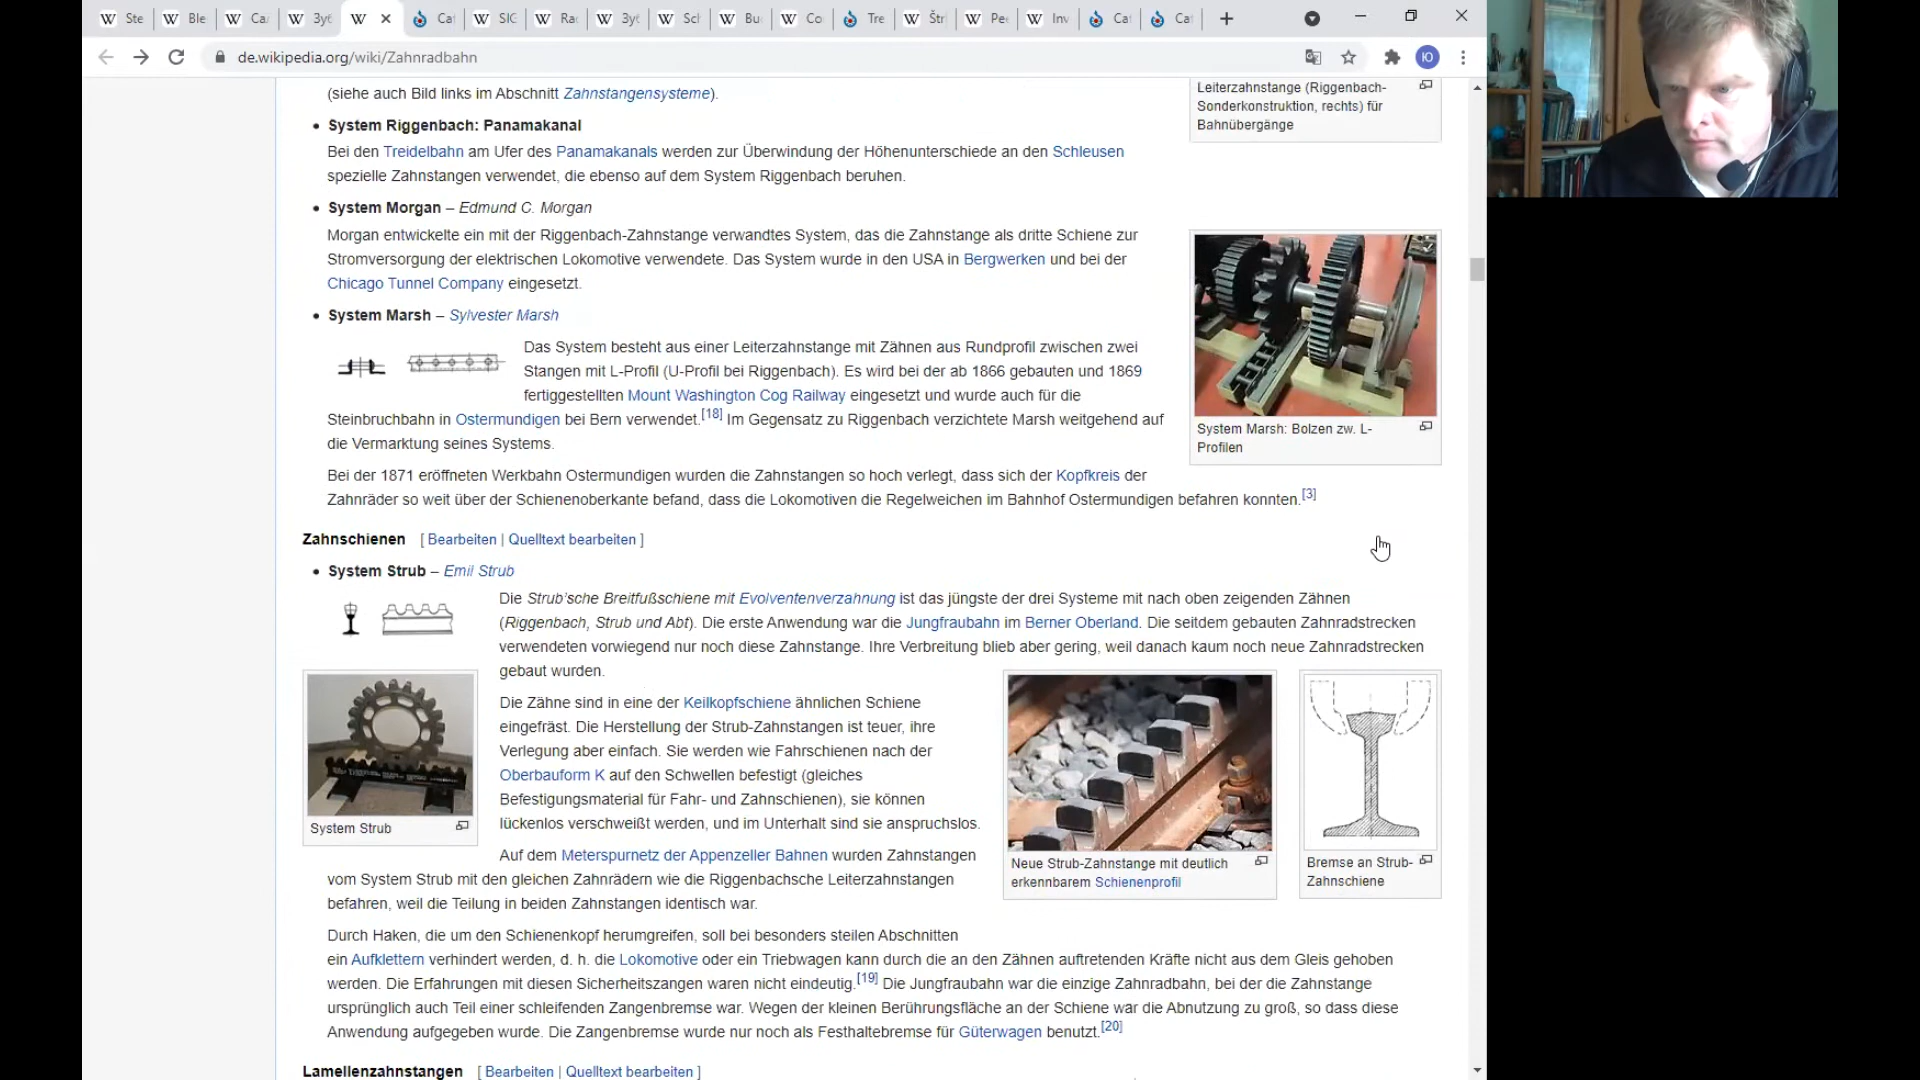 Ste Ble Ca 3у W Ca SIC Ra 3у Scl Bu Co Tre Štr Pe Inv Ca Ca
de.wikipedia.org/wiki/Zahnradbahn
Ю
(siehe auch Bild links im Abschnitt Zahnstangensysteme).
Leiterzahnstange (Riggenbach-
Sonderkonstruktion, rechts) für
Bahnübergänge
System Riggenbach: Panamakanal
Bei den Treidelbahn am Ufer des Panamakanals werden zur Überwindung der Höhenunterschiede an den Schleusen
spezielle Zahnstangen verwendet, die ebenso auf dem System Riggenbach beruhen.
System Morgan – Edmund C. Morgan
Morgan entwickelte ein mit der Riggenbach-Zahnstange verwandtes System, das die Zahnstange als dritte Schiene zur
Stromversorgung der elektrischen Lokomotive verwendete. Das System wurde in den USA in Bergwerken und bei der
Chicago Tunnel Company eingesetzt.
System Marsh – Sylvester Marsh
Das System besteht aus einer Leiterzahnstange mit Zähnen aus Rundprofil zwischen zwei
Stangen mit L-Profil (U-Profil bei Riggenbach). Es wird bei der ab 1866 gebauten und 1869
fertiggestellten Mount Washington Cog Railway eingesetzt und wurde auch für die
Steinbruchbahn in Ostermundigen bei Bern verwendet.[18] Im Gegensatz zu Riggenbach verzichtete Marsh weitgehend auf
die Vermarktung seines Systems.
System Marsh: Bolzen zw. L-
Profilen
Bei der 1871 eröffneten Werkbahn Ostermundigen wurden die Zahnstangen so hoch verlegt, dass sich der Kopfkreis der
Zahnräder so weit über der Schienenoberkante befand, dass die Lokomotiven die Regelweichen im Bahnhof Ostermundigen befahren konnten.[3]
Zahnschienen [ Bearbeiten | Quelltext bearbeiten ]
System Strub – Emil Strub
Die Strub'sche Breitfußschiene mit Evolventenverzahnung ist das jüngste der drei Systeme mit nach oben zeigenden Zähnen
(Riggenbach, Strub und Abt). Die erste Anwendung war die Jungfraubahn im Berner Oberland. Die seitdem gebauten Zahnradstrecken
verwendeten vorwiegend nur noch diese Zahnstange. Ihre Verbreitung blieb aber gering, weil danach kaum noch neue Zahnradstrecken
gebaut wurden.
System Strub
Die Zähne sind in eine der Keilkopfschiene ähnlichen Schiene
eingefräst. Die Herstellung der Strub-Zahnstangen ist teuer, ihre
Verlegung aber einfach. Sie werden wie Fahrschienen nach der
Oberbauform K auf den Schwellen befestigt (gleiches
Befestigungsmaterial für Fahr- und Zahnschienen), sie können
lückenlos verschweißt werden, und im Unterhalt sind sie anspruchslos.
Neue Strub-Zahnstange mit deutlich
erkennbarem Schienenprofil
Bremse an Strub-
Zahnschiene
Auf dem Meterspurnetz der Appenzeller Bahnen wurden Zahnstangen
vom System Strub mit den gleichen Zahnrädern wie die Riggenbachsche Leiterzahnstangen
befahren, weil die Teilung in beiden Zahnstangen identisch war.
Durch Haken, die um den Schienenkopf herumgreifen, soll bei besonders steilen Abschnitten
ein Aufklettern verhindert werden, d. h. die Lokomotive oder ein Triebwagen kann durch die an den Zähnen auftretenden Kräfte nicht aus dem Gleis gehoben
werden. Die Erfahrungen mit diesen Sicherheitszangen waren nicht eindeutig.[19] Die Jungfraubahn war die einzige Zahnradbahn, bei der die Zahnstange
ursprünglich auch Teil einer schleifenden Zangenbremse war. Wegen der kleinen Berührungsfläche an der Schiene war die Abnutzung zu groß, so dass diese
Anwendung aufgegeben wurde. Die Zangenbremse wurde nur noch als Festhaltebremse für Güterwagen benutzt.[20]
Lamellenzahnstangen [ Bearbeiten | Quelltext bearbeiten ]